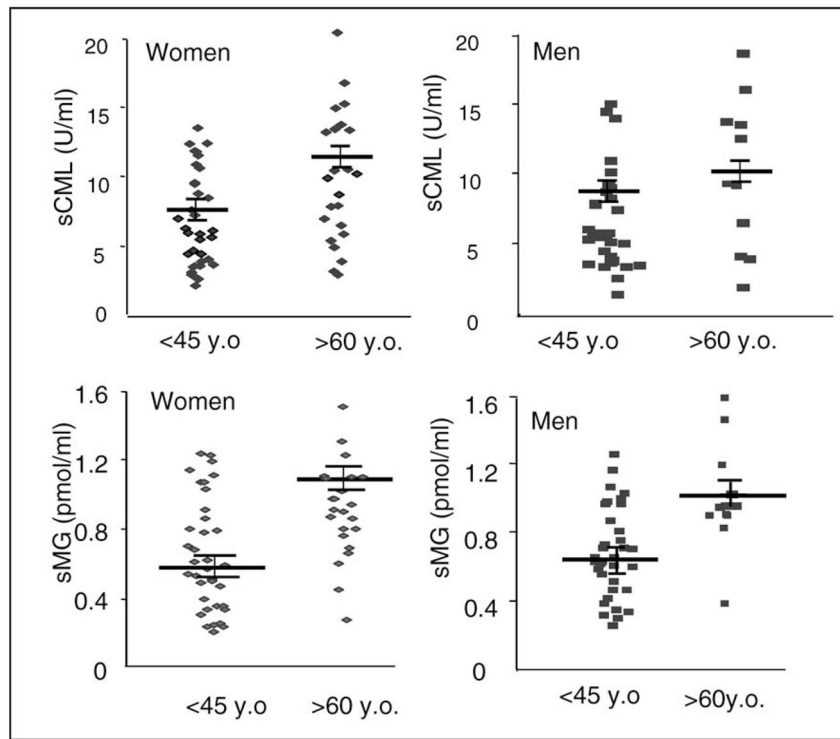 Women
sCML (U/ml)
20
15
10
5
0
<45 y.o
>60 y.o.
Men
sCML (U/ml)
20
15
10
5
0
<45 y.o
>60 y.o.
Women
sMG (pmol/ml)
1.6
1.2
0.8
0.4
0
<45 y.o
>60 y.o.
Men
sMG (pmol/ml)
1.6
1.2
0.8
0.4
0
<45 y.o
>60y.o.